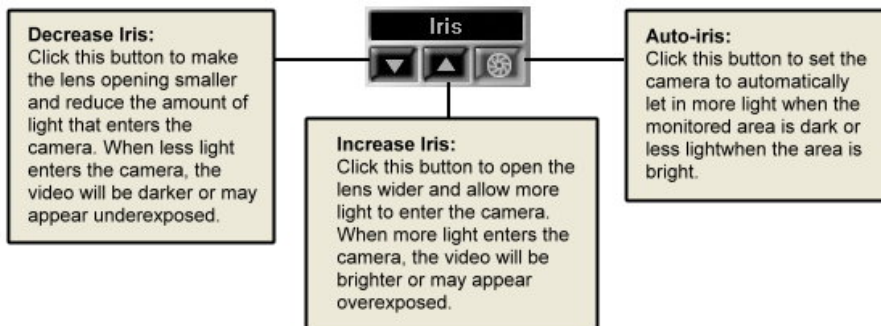 Iris
Decrease Iris:
Click this button to make
the lens opening smaller
and reduce the amount of
light that enters the
camera. When less light
enters the camera, the
video will be darker or may
appear underexposed.
Increase Iris:
Click this button to open the
lens wider and allow more
light to enter the camera.
When more light enters the
camera, the video will be
brighter or may appear
overexposed.
Auto-iris:
Click this button to set the
camera to automatically
let in more light when the
monitored area is dark or
less lightwhen the area is
bright.